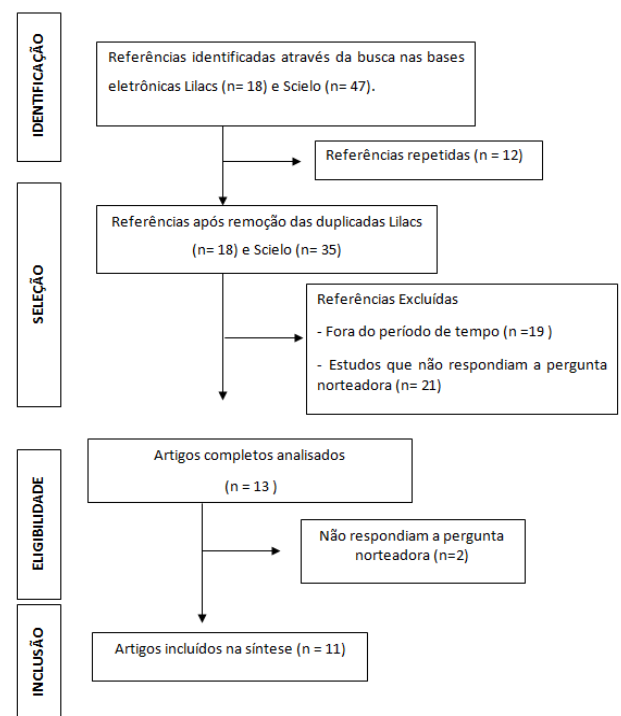 IDENTIFICAÇÃO
Referências identificadas através da busca nas bases
eletrônicas Lilacs (n= 18) e Scielo (n= 47).
Referências repetidas (n = 12)
SELEÇÃO
Referências após remoção das duplicadas Lilacs
(n= 18) e Scielo (n= 35)
Referências Excluídas
- Fora do período de tempo (n =19 )
- Estudos que não respondiam a pergunta
norteadora (n= 21)
ELIGIBILIDADE
Artigos completos analisados
(n = 13 )
Não respondiam a pergunta
norteadora (n=2)
INCLUSÃO
Artigos incluídos na síntese (n = 11)